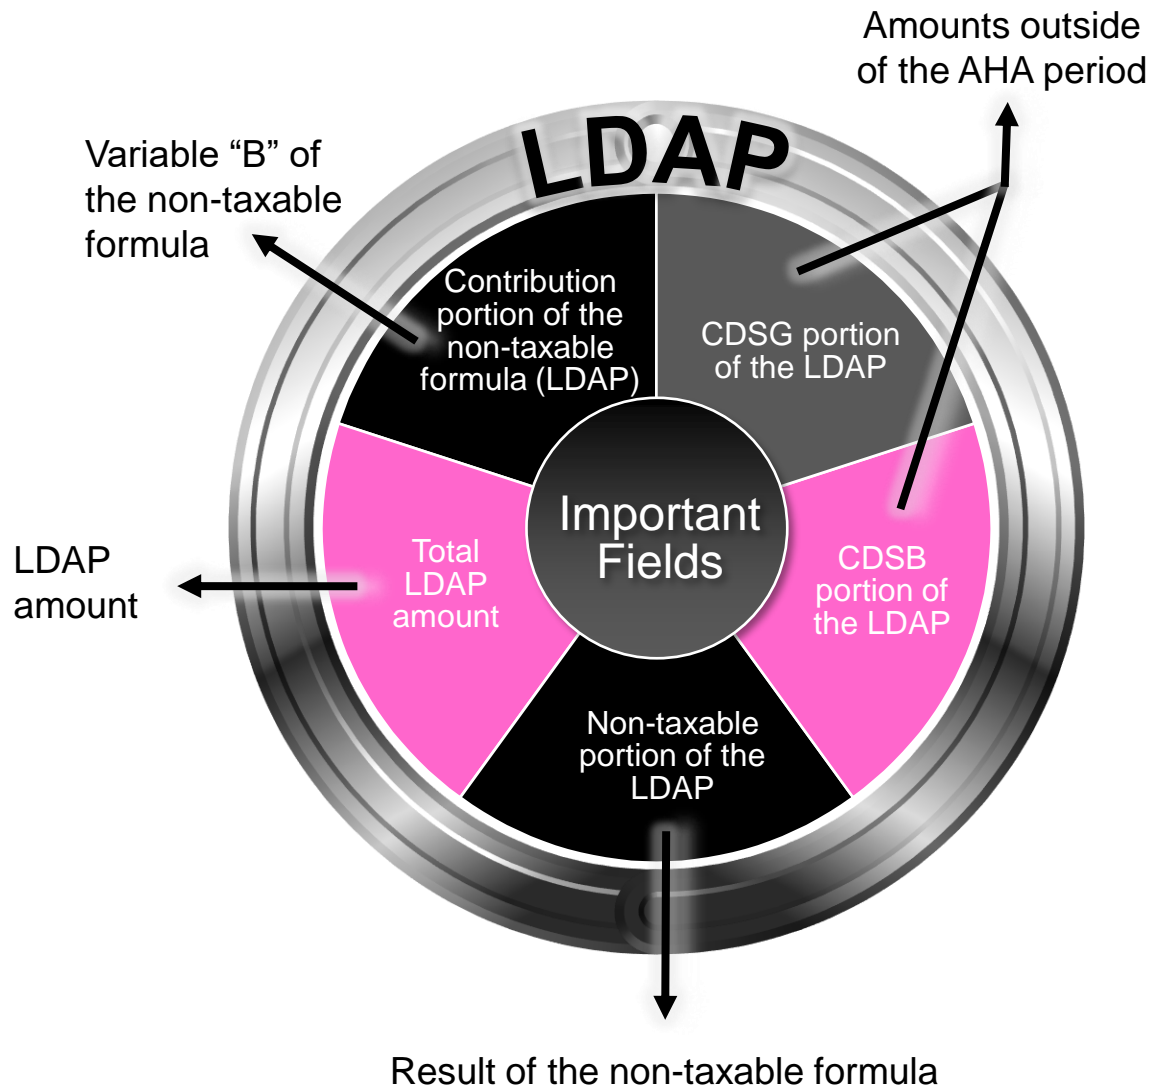 Amounts outside
of the AHA period
LDAP
Variable “B” of
the non-taxable
formula
Contribution
portion of the
non-taxable
formula (LDAP)
CDSG portion
of the LDAP
Important
Fields
LDAP
amount
Total
LDAP
amount
CDSB
portion of
the LDAP
Non-taxable
portion of the
LDAP
Result of the non-taxable formula